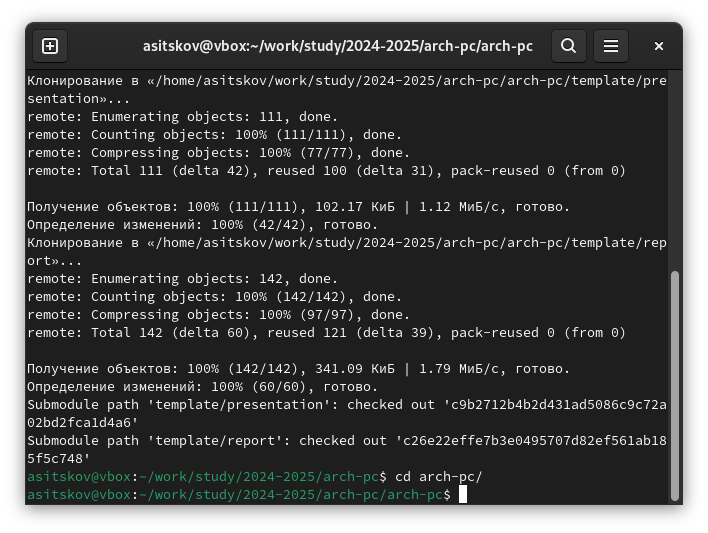 asitskov@vbox:~/work/study/2024-2025/arch-pc/arch-pc
Клонирование в «/home/asitskov/work/study/2024-2025/arch-pc/arch-pc/template/pre
sentation»...
remote: Enumerating objects: 111, done.
remote: Counting objects: 100% (111/111), done.
remote: Compressing objects: 100% (77/77), done.
remote: Total 111 (delta 42), reused 100 (delta 31), pack-reused 0 (from 0)
Получение объектов: 100% (111/111), 102.17 КиБ | 1.12 МиБ/с, готово.
Определение изменений: 100% (42/42), готово.
Клонирование в «/home/asitskov/work/study/2024-2025/arch-pc/arch-pc/template/rep
ort»...
remote: Enumerating objects: 142, done.
remote: Counting objects: 100% (142/142), done.
remote: Compressing objects: 100% (97/97), done.
remote: Total 142 (delta 60), reused 121 (delta 39), pack-reused 0 (from 0)
Получение объектов: 100% (142/142), 341.09 КиБ | 1.79 МиБ/с, готово.
Определение изменений: 100% (60/60), готово.
Submodule path 'template/presentation': checked out 'c9b2712b4b2d431ad5086c9c72a
02bd2fca1d4a6'
Submodule path 'template/report': checked out 'c26e22effe7b3e0495707d82ef561ab18
5f5c748'
asitskov@vbox:~/work/study/2024-2025/arch-pc$ cd arch-pc/
asitskov@vbox:~/work/study/2024-2025/arch-pc/arch-pc$